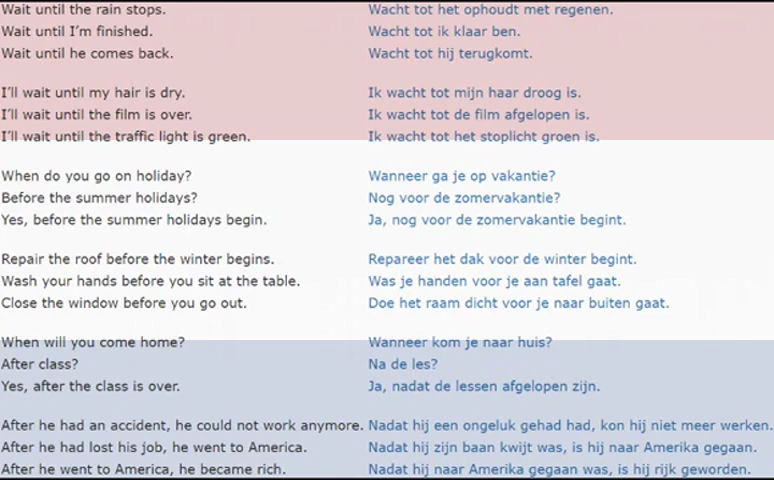 Wait until the rain stops. Wacht tot het ophoudt met regenen.
Wait until I'm finished. Wacht tot ik klaar ben.
Wait until he comes back. Wacht tot hij terugkomt.
I'll wait until my hair is dry. Ik wacht tot mijn haar droog is.
I'll wait until the film is over. Ik wacht tot de film afgelopen is.
I'll wait until the traffic light is green. Ik wacht tot het stoplicht groen is.
When do you go on holiday? Wanneer ga je op vakantie?
Before the summer holidays? Nog voor de zomervakantie?
Yes, before the summer holidays begin. Ja, nog voor de zomervakantie begint.
Repair the roof before the winter begins. Repareer het dak voor de winter begint.
Wash your hands before you sit at the table. Was je handen voor je aan tafel gaat.
Close the window before you go out. Doe het raam dicht voor je naar buiten gaat.
When will you come home? Wanneer kom je naar huis?
After class? Na de les?
Yes, after the class is over. Ja, nadat de lessen afgelopen zijn.
After he had an accident, he could not work anymore. Nadat hij een ongeluk gehad had, kon hij niet meer werken.
After he had lost his job, he went to America. Nadat hij zijn baan kwijt was, is hij naar Amerika gegaan.
After he went to America, he became rich. Nadat hij naar Amerika gegaan was, is hij rijk geworden.